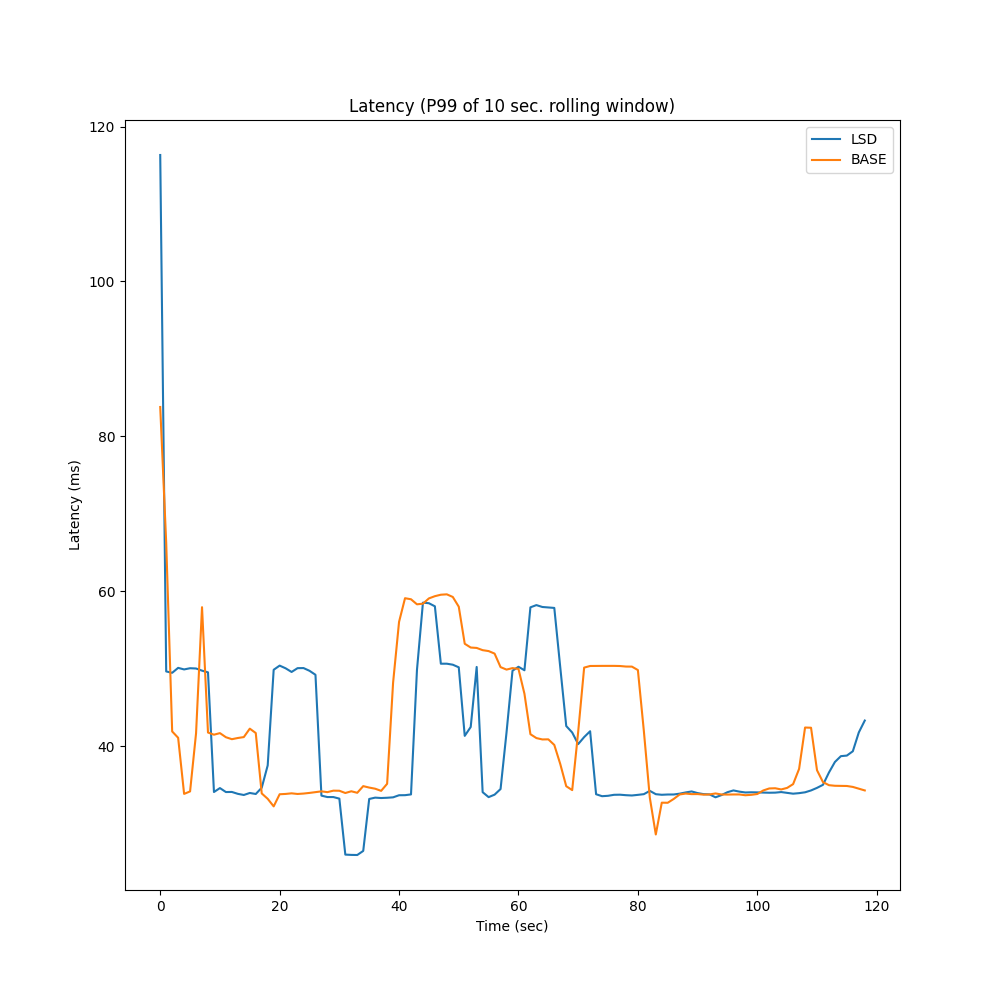 Latency (P99 of 10 sec. rolling window)
LSD
BASE
120
100
80
60
40
Latency (ms)
0 20 40 60 80 100 120
Time (sec)